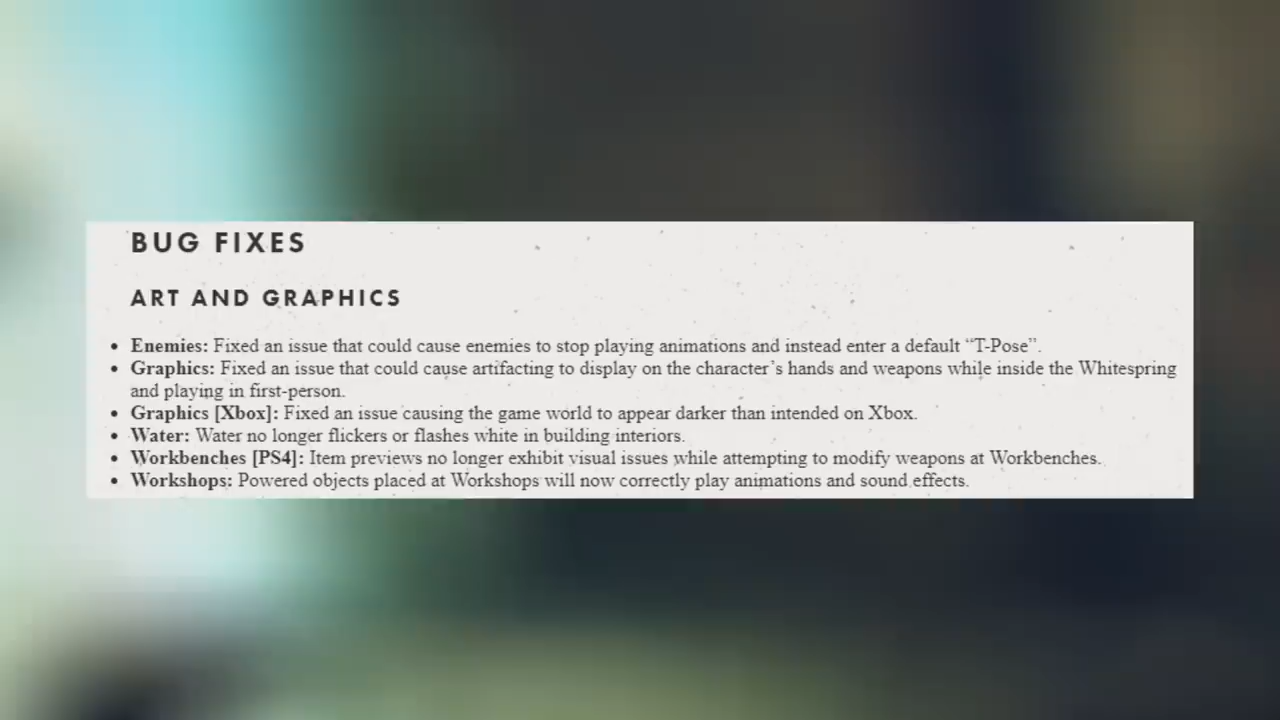 BUG FIXES
ART AND GRAPHICS
• Enemies: Fixed an issue that could cause enemies to stop playing animations and instead enter a default “T-Pose”.
• Graphics: Fixed an issue that could cause artifacting to display on the character’s hands and weapons while inside the Whitespring
and playing in first-person.
• Graphics [Xbox]: Fixed an issue causing the game world to appear darker than intended on Xbox.
• Water: Water no longer flickers or flashes white in building interiors.
• Workbenches [PS4]: Item previews no longer exhibit visual issues while attempting to modify weapons at Workbenches.
• Workshops: Powered objects placed at Workshops will now correctly play animations and sound effects.